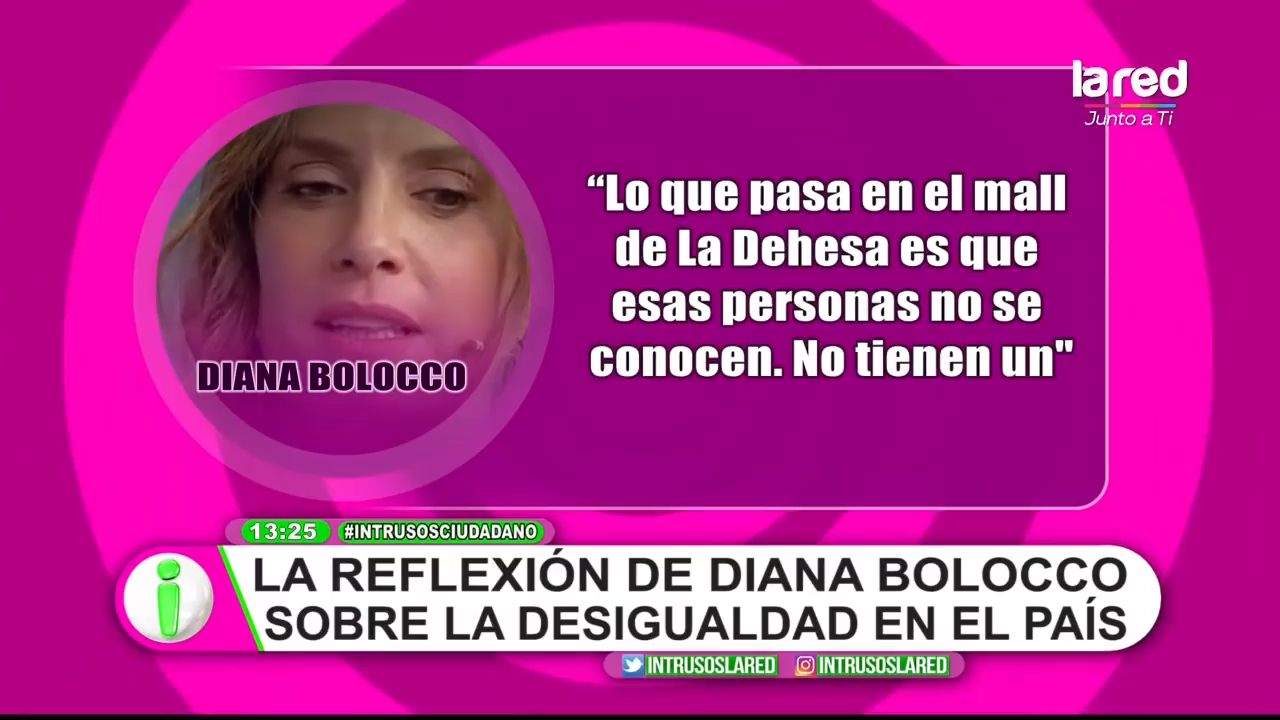 lared
Junto a Ti
“Lo que pasa en el mall
de La Dehesa es que
esas personas no se
conocen. No tienen un"
DIANA BOLOCCO
13:25 #INTRUSOSCIUDADANO
i
LA REFLEXIÓN DE DIANA BOLOCCO
SOBRE LA DESIGUALDAD EN EL PAÍS
INTRUSOSLARED INTRUSOSLARED